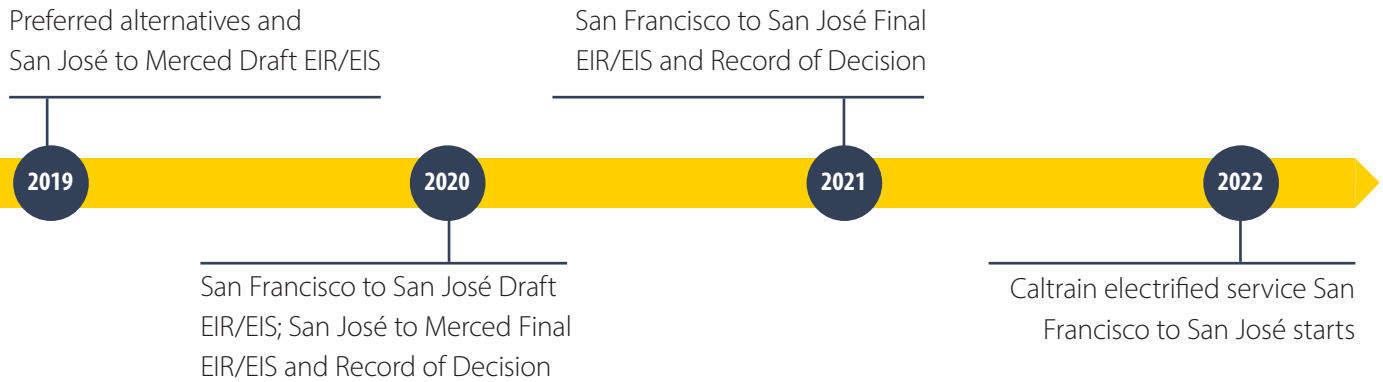 Preferred alternatives and
San José to Merced Draft EIR/EIS
San Francisco to San José Final
EIR/EIS and Record of Decision
2019
2020
2021
2022
San Francisco to San José Draft
EIR/EIS; San José to Merced Final
EIR/EIS and Record of Decision
Caltrain electrified service San
Francisco to San José starts